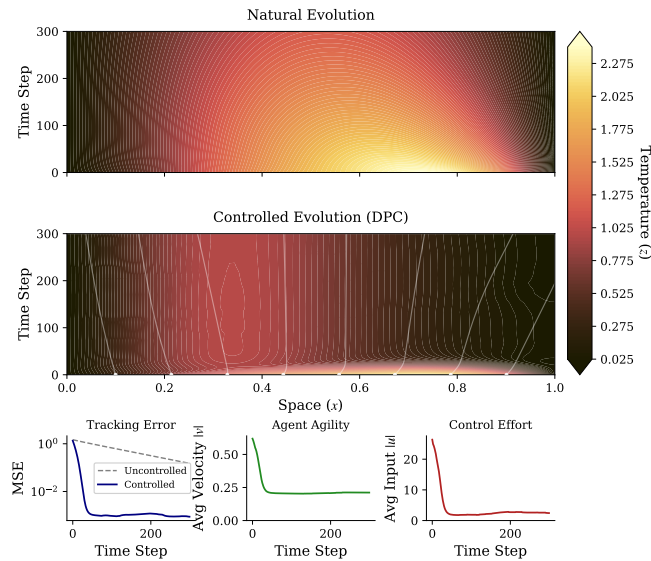 Natural Evolution
300
200
100
0
Time Step
Controlled Evolution (DPC)
300
200
100
0
Time Step
0.0 0.2 0.4 0.6 0.8 1.0
Space (x)
2.275
2.025
1.775
1.525
1.275
1.025
0.775
0.525
0.275
0.025
Temperature (z)
Tracking Error
10⁰
10⁻²
MSE
Uncontrolled
Controlled
0 200
Time Step
Agent Agility
0.50
0.25
0.00
Avg Velocity |v|
0 200
Time Step
Control Effort
20
10
0
Avg Input |u|
0 200
Time Step